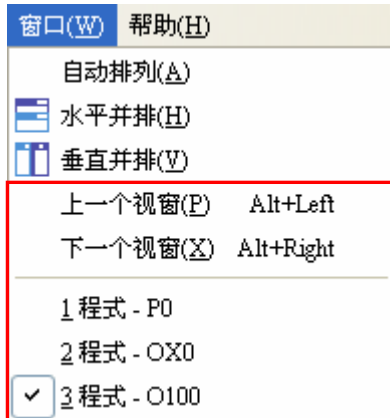 窗口(W) 帮助(H)
自动排列(A)
水平并排(H)
垂直并排(V)
上一个视窗(P) Alt+Left
下一个视窗(X) Alt+Right
1 程式 - P0
2 程式 - OX0
3 程式 - O100